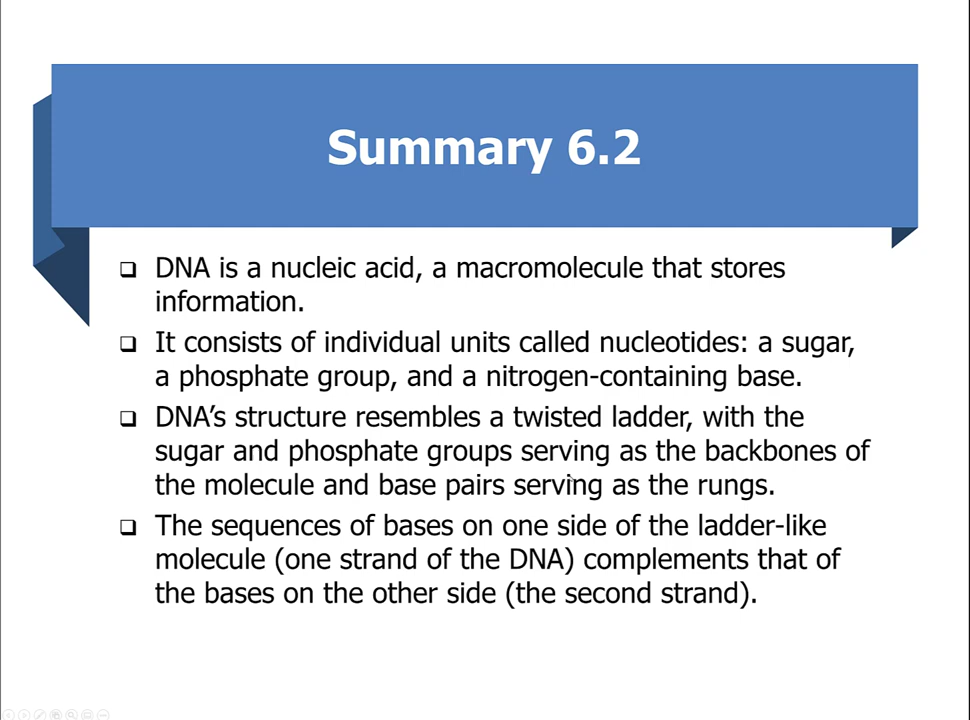 Summary 6.2
❑ DNA is a nucleic acid, a macromolecule that stores
information.
❑ It consists of individual units called nucleotides: a sugar,
a phosphate group, and a nitrogen-containing base.
❑ DNA’s structure resembles a twisted ladder, with the
sugar and phosphate groups serving as the backbones of
the molecule and base pairs serving as the rungs.
❑ The sequences of bases on one side of the ladder-like
molecule (one strand of the DNA) complements that of
the bases on the other side (the second strand).